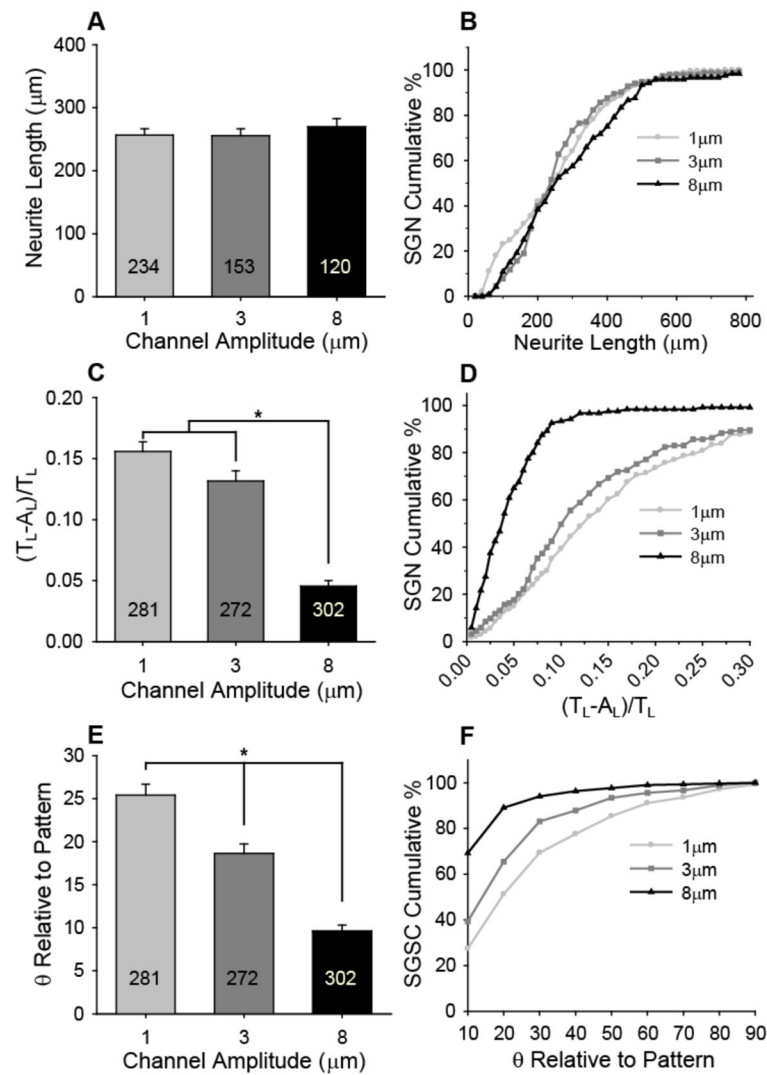 A
Neurite Length (μm)
400
300
200
100
0
234
153
120
1
3
8
Channel Amplitude (μm)
B
SGN Cumulative %
100
80
60
40
20
0
1μm
3μm
8μm
0
200
400
600
800
Neurite Length (μm)
C
(TL-AL)/TL
0.20
0.15
0.10
0.05
0.00
*
281
272
302
1
3
8
Channel Amplitude (μm)
D
SGN Cumulative %
100
80
60
40
20
0
1μm
3μm
8μm
0.00
0.05
0.10
0.15
0.20
0.25
0.30
(TL-AL)/TL
E
θ Relative to Pattern
30
25
20
15
10
5
0
*
281
272
302
1
3
8
Channel Amplitude (μm)
F
SGSC Cumulative %
100
80
60
40
20
0
1μm
3μm
8μm
10
20
30
40
50
60
70
80
90
θ Relative to Pattern